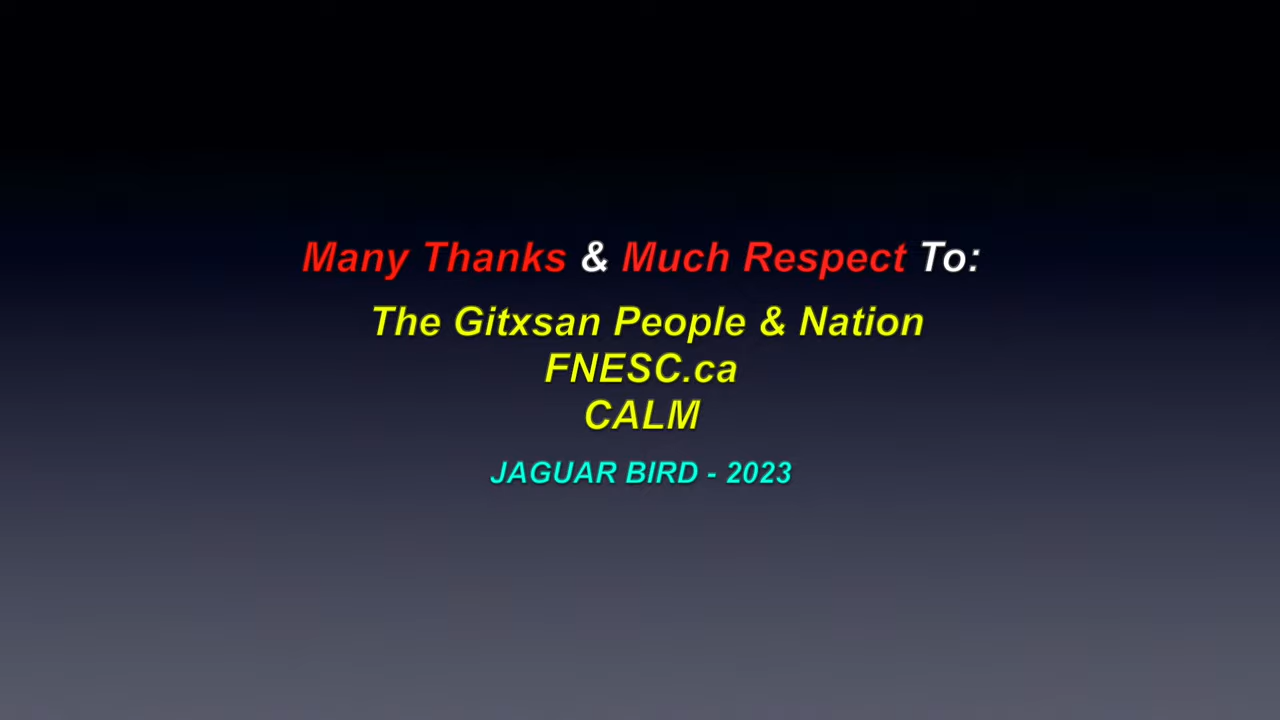 Many Thanks & Much Respect To:
The Gitxsan People & Nation
FNESC.ca
CALM
JAGUAR BIRD - 2023